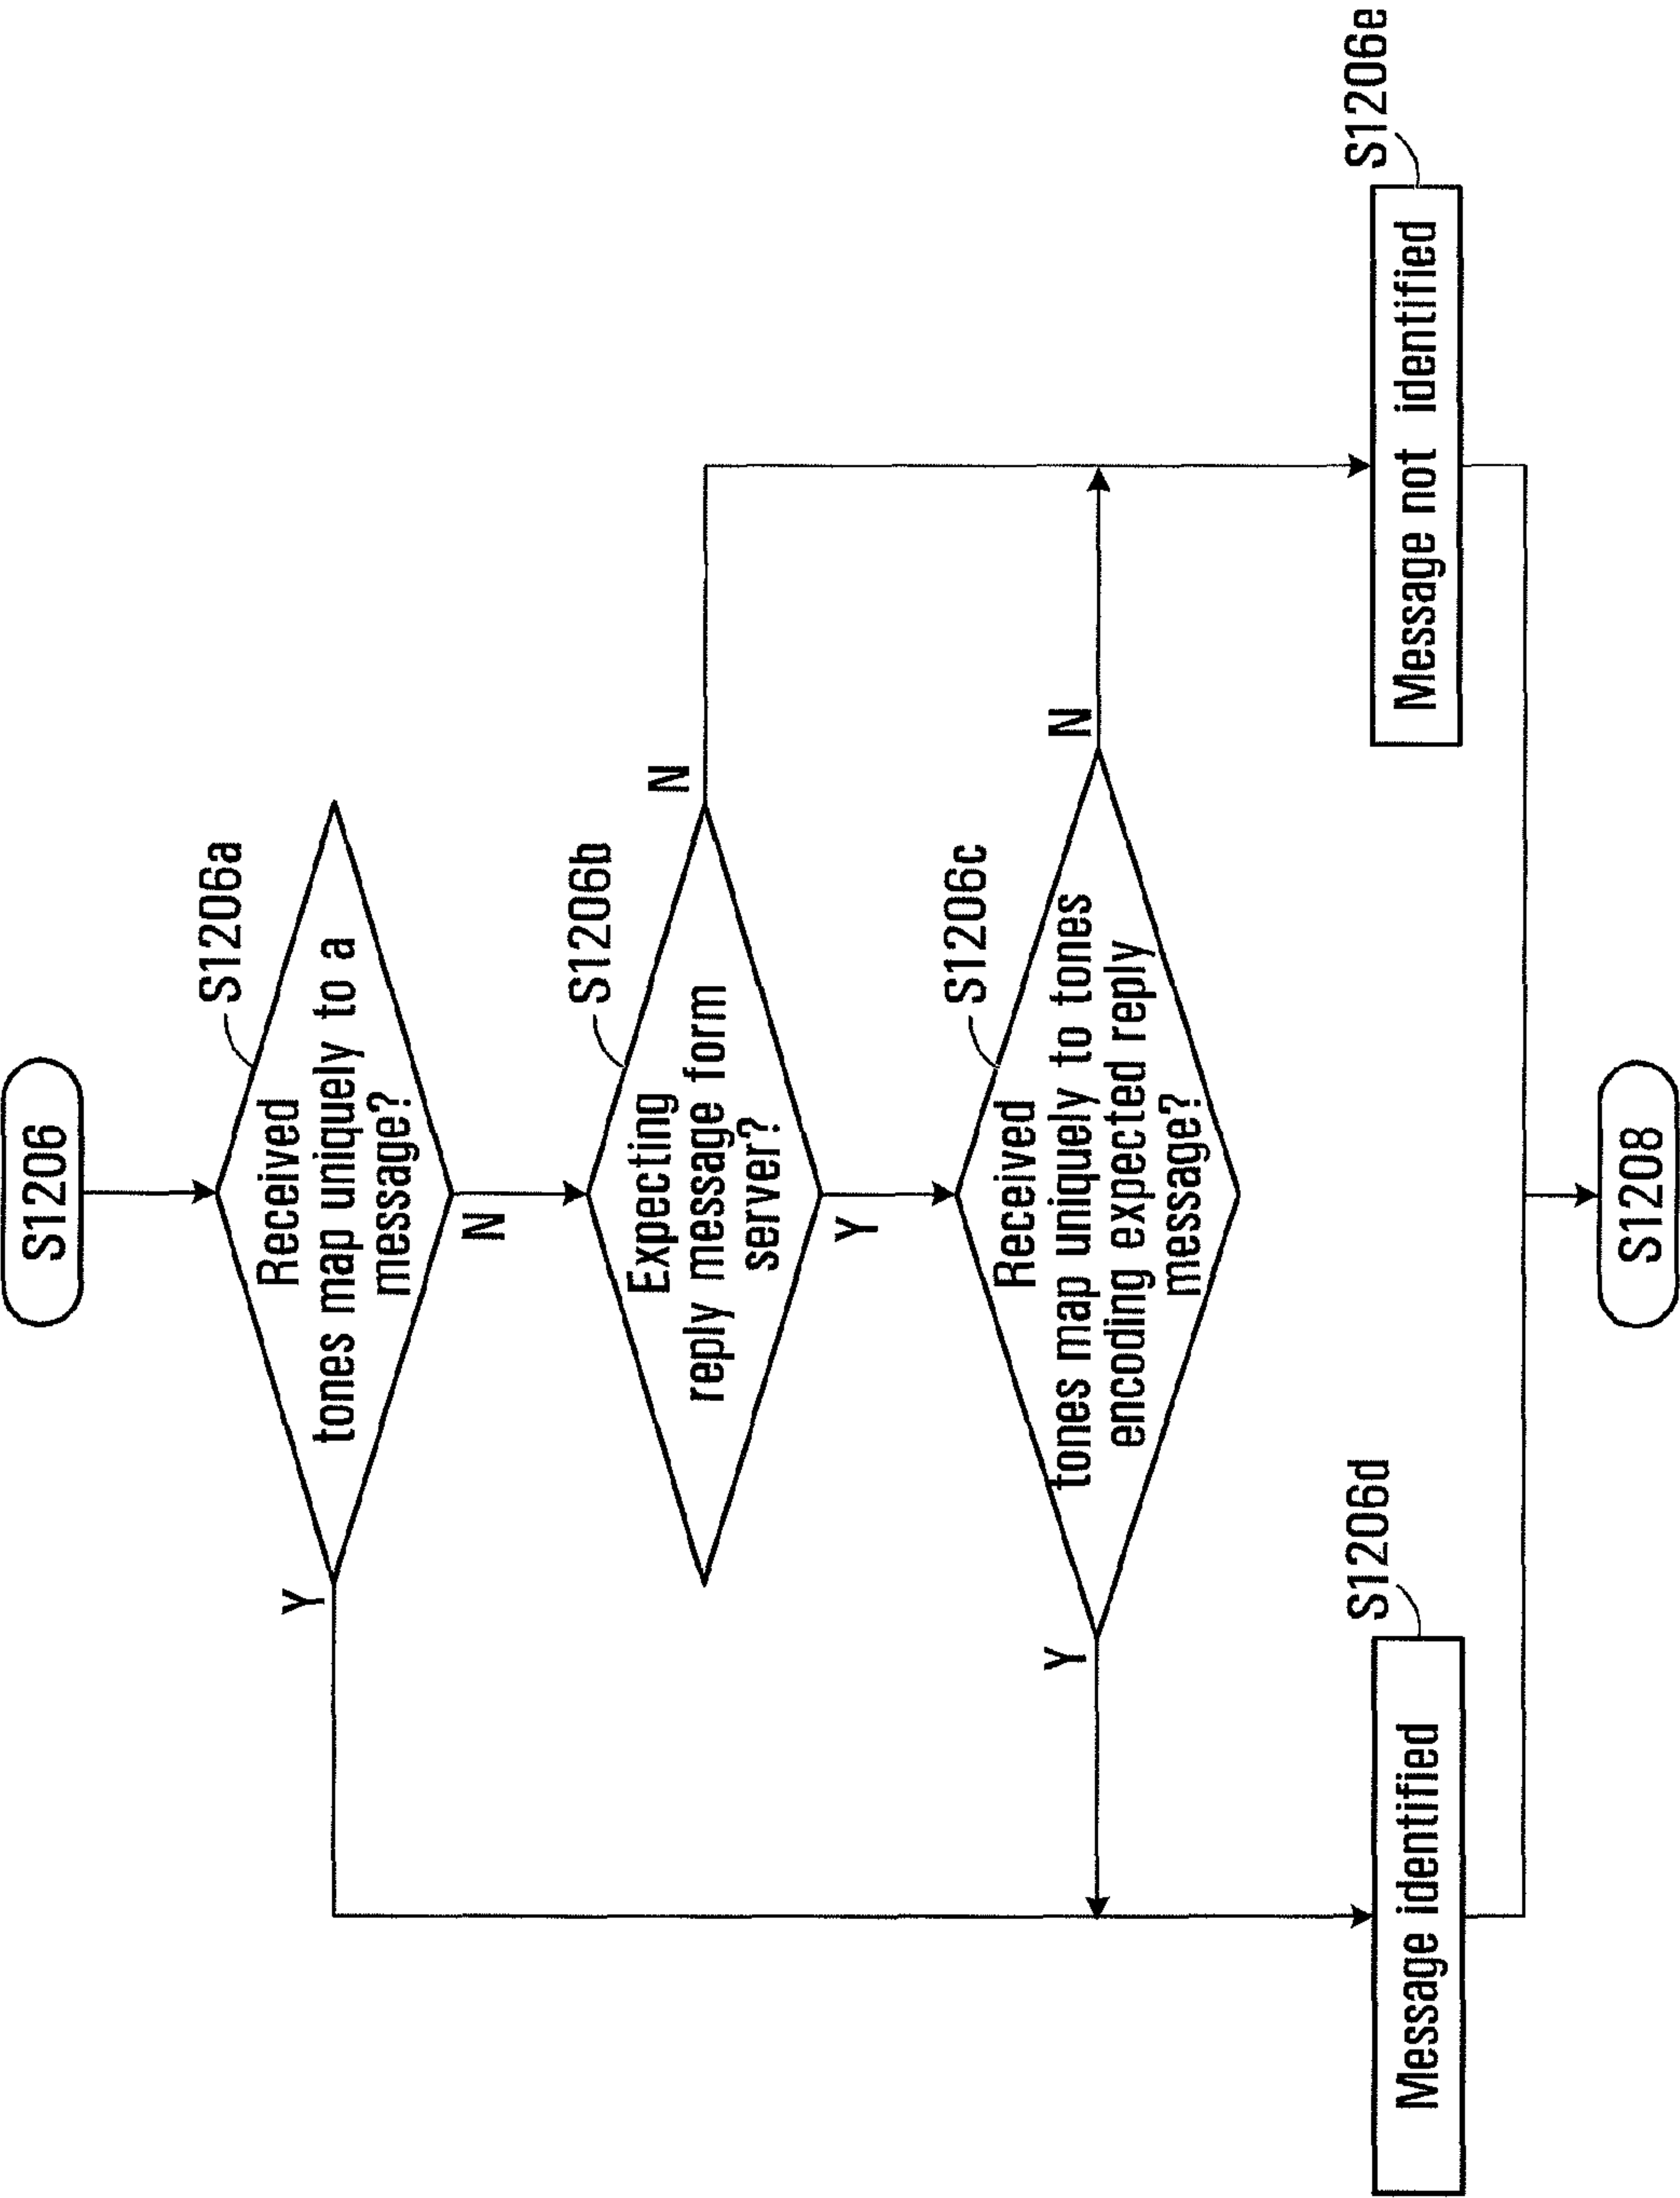 S1206
S1206a
Received
tones map uniquely to a
message?
Y
N
S1206b
Expecting
reply message form
server?
N
Y
S1206c
Received
tones map uniquely to tones
encoding expected reply
message?
Y
N
S1206d
Message identified
S1206e
Message not identified
S1208